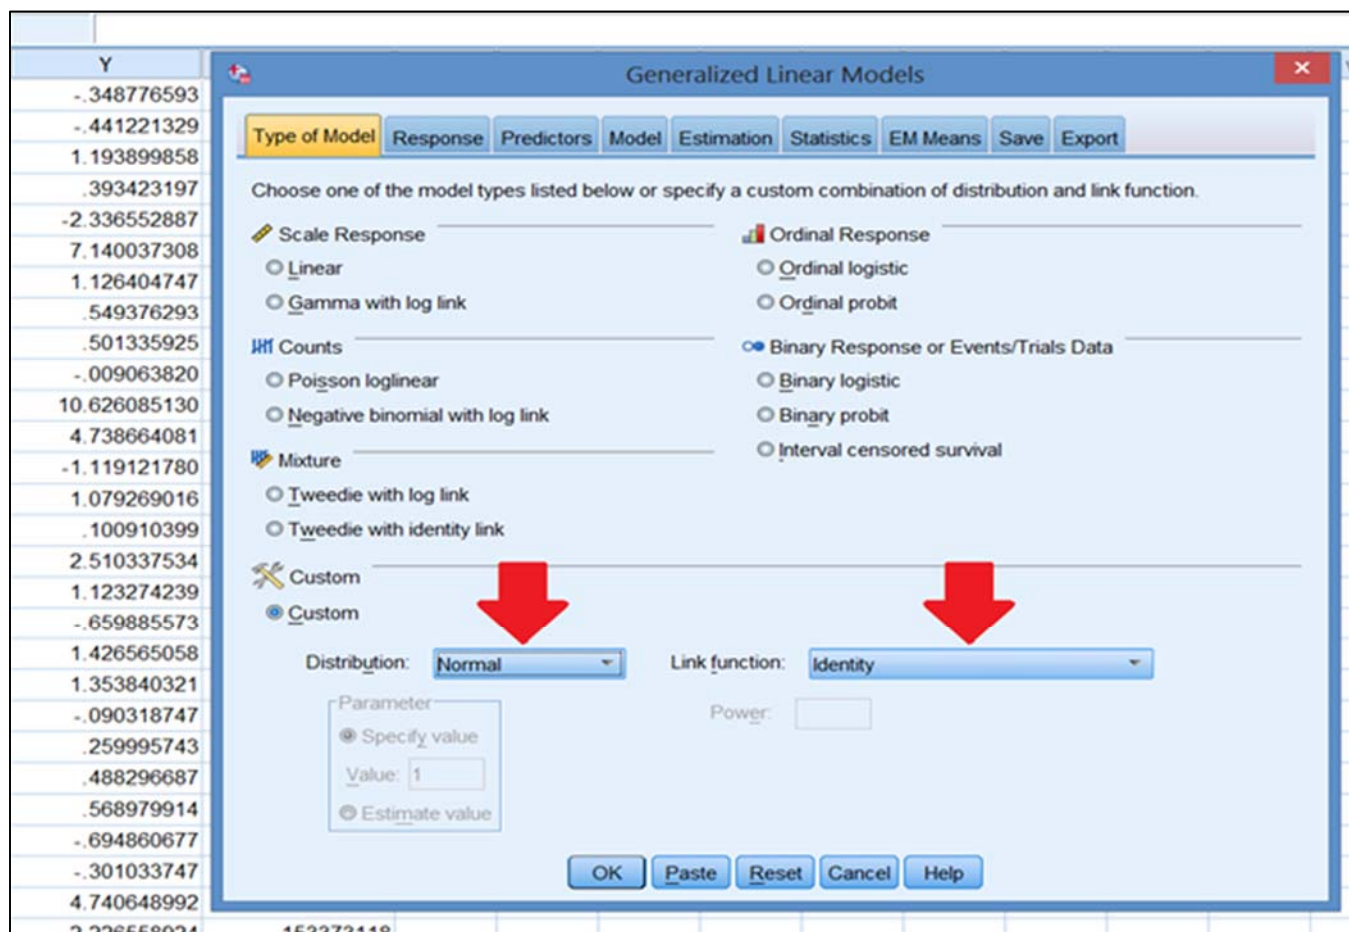 Y
-.348776593
-.441221329
1.193899858
.393423197
-2.336552887
7.140037308
1.126404747
.549376293
.501335925
-.009063820
10.626085130
4.738664081
-1.119121780
1.079269016
.100910399
2.510337534
1.123274239
-.659885573
1.426565058
1.353840321
-.090318747
.259995743
.488296687
.568979914
-.694860677
-.301033747
4.740648992
Generalized Linear Models
Type of Model Response Predictors Model Estimation Statistics EM Means Save Export
Choose one of the model types listed below or specify a custom combination of distribution and link function.
Scale Response
Linear
Gamma with log link
Ordinal Response
Ordinal logistic
Ordinal probit
Counts
Poisson loglinear
Negative binomial with log link
Binary Response or Events/Trials Data
Binary logistic
Binary probit
Interval censored survival
Mixture
Tweedie with log link
Tweedie with identity link
Custom
Custom
Distribution: Normal Link function: Identity
Parameter
Specify value
Value: 1
Estimate value
Power:
OK Paste Reset Cancel Help